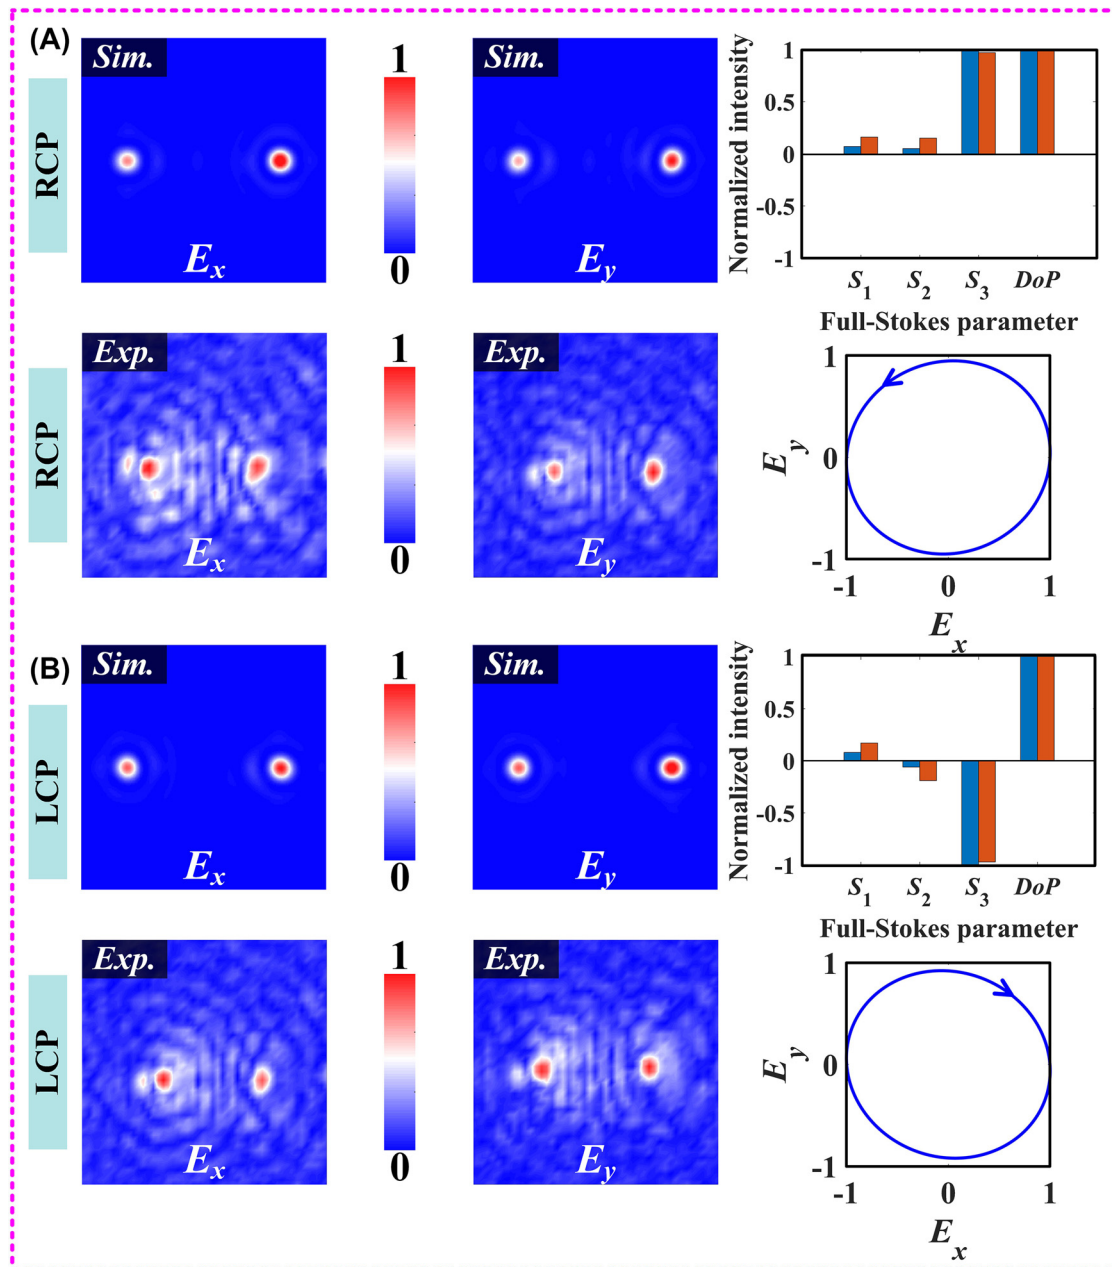 (A)
RCP
Sim.
Ex
1
0
Sim.
Ey
Normalized intensity
1
0.5
0
-0.5
-1
S1 S2 S3 DoP
Full-Stokes parameter
RCP
Exp.
Ex
1
0
Exp.
Ey
Ey
1
0
-1
-1 0 1
Ex
(B)
LCP
Sim.
Ex
1
0
Sim.
Ey
Normalized intensity
1
0.5
0
-0.5
-1
S1 S2 S3 DoP
Full-Stokes parameter
LCP
Exp.
Ex
1
0
Exp.
Ey
Ey
1
0
-1
-1 0 1
Ex